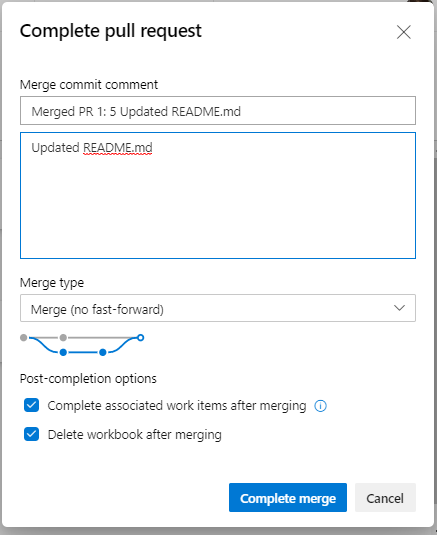 Complete pull request
Merge commit comment
Merged PR 1: 5 Updated README.md
Updated README.md
Merge type
Merge (no fast-forward)
Post-completion options
Complete associated work items after merging
Delete workbook after merging
Complete merge
Cancel